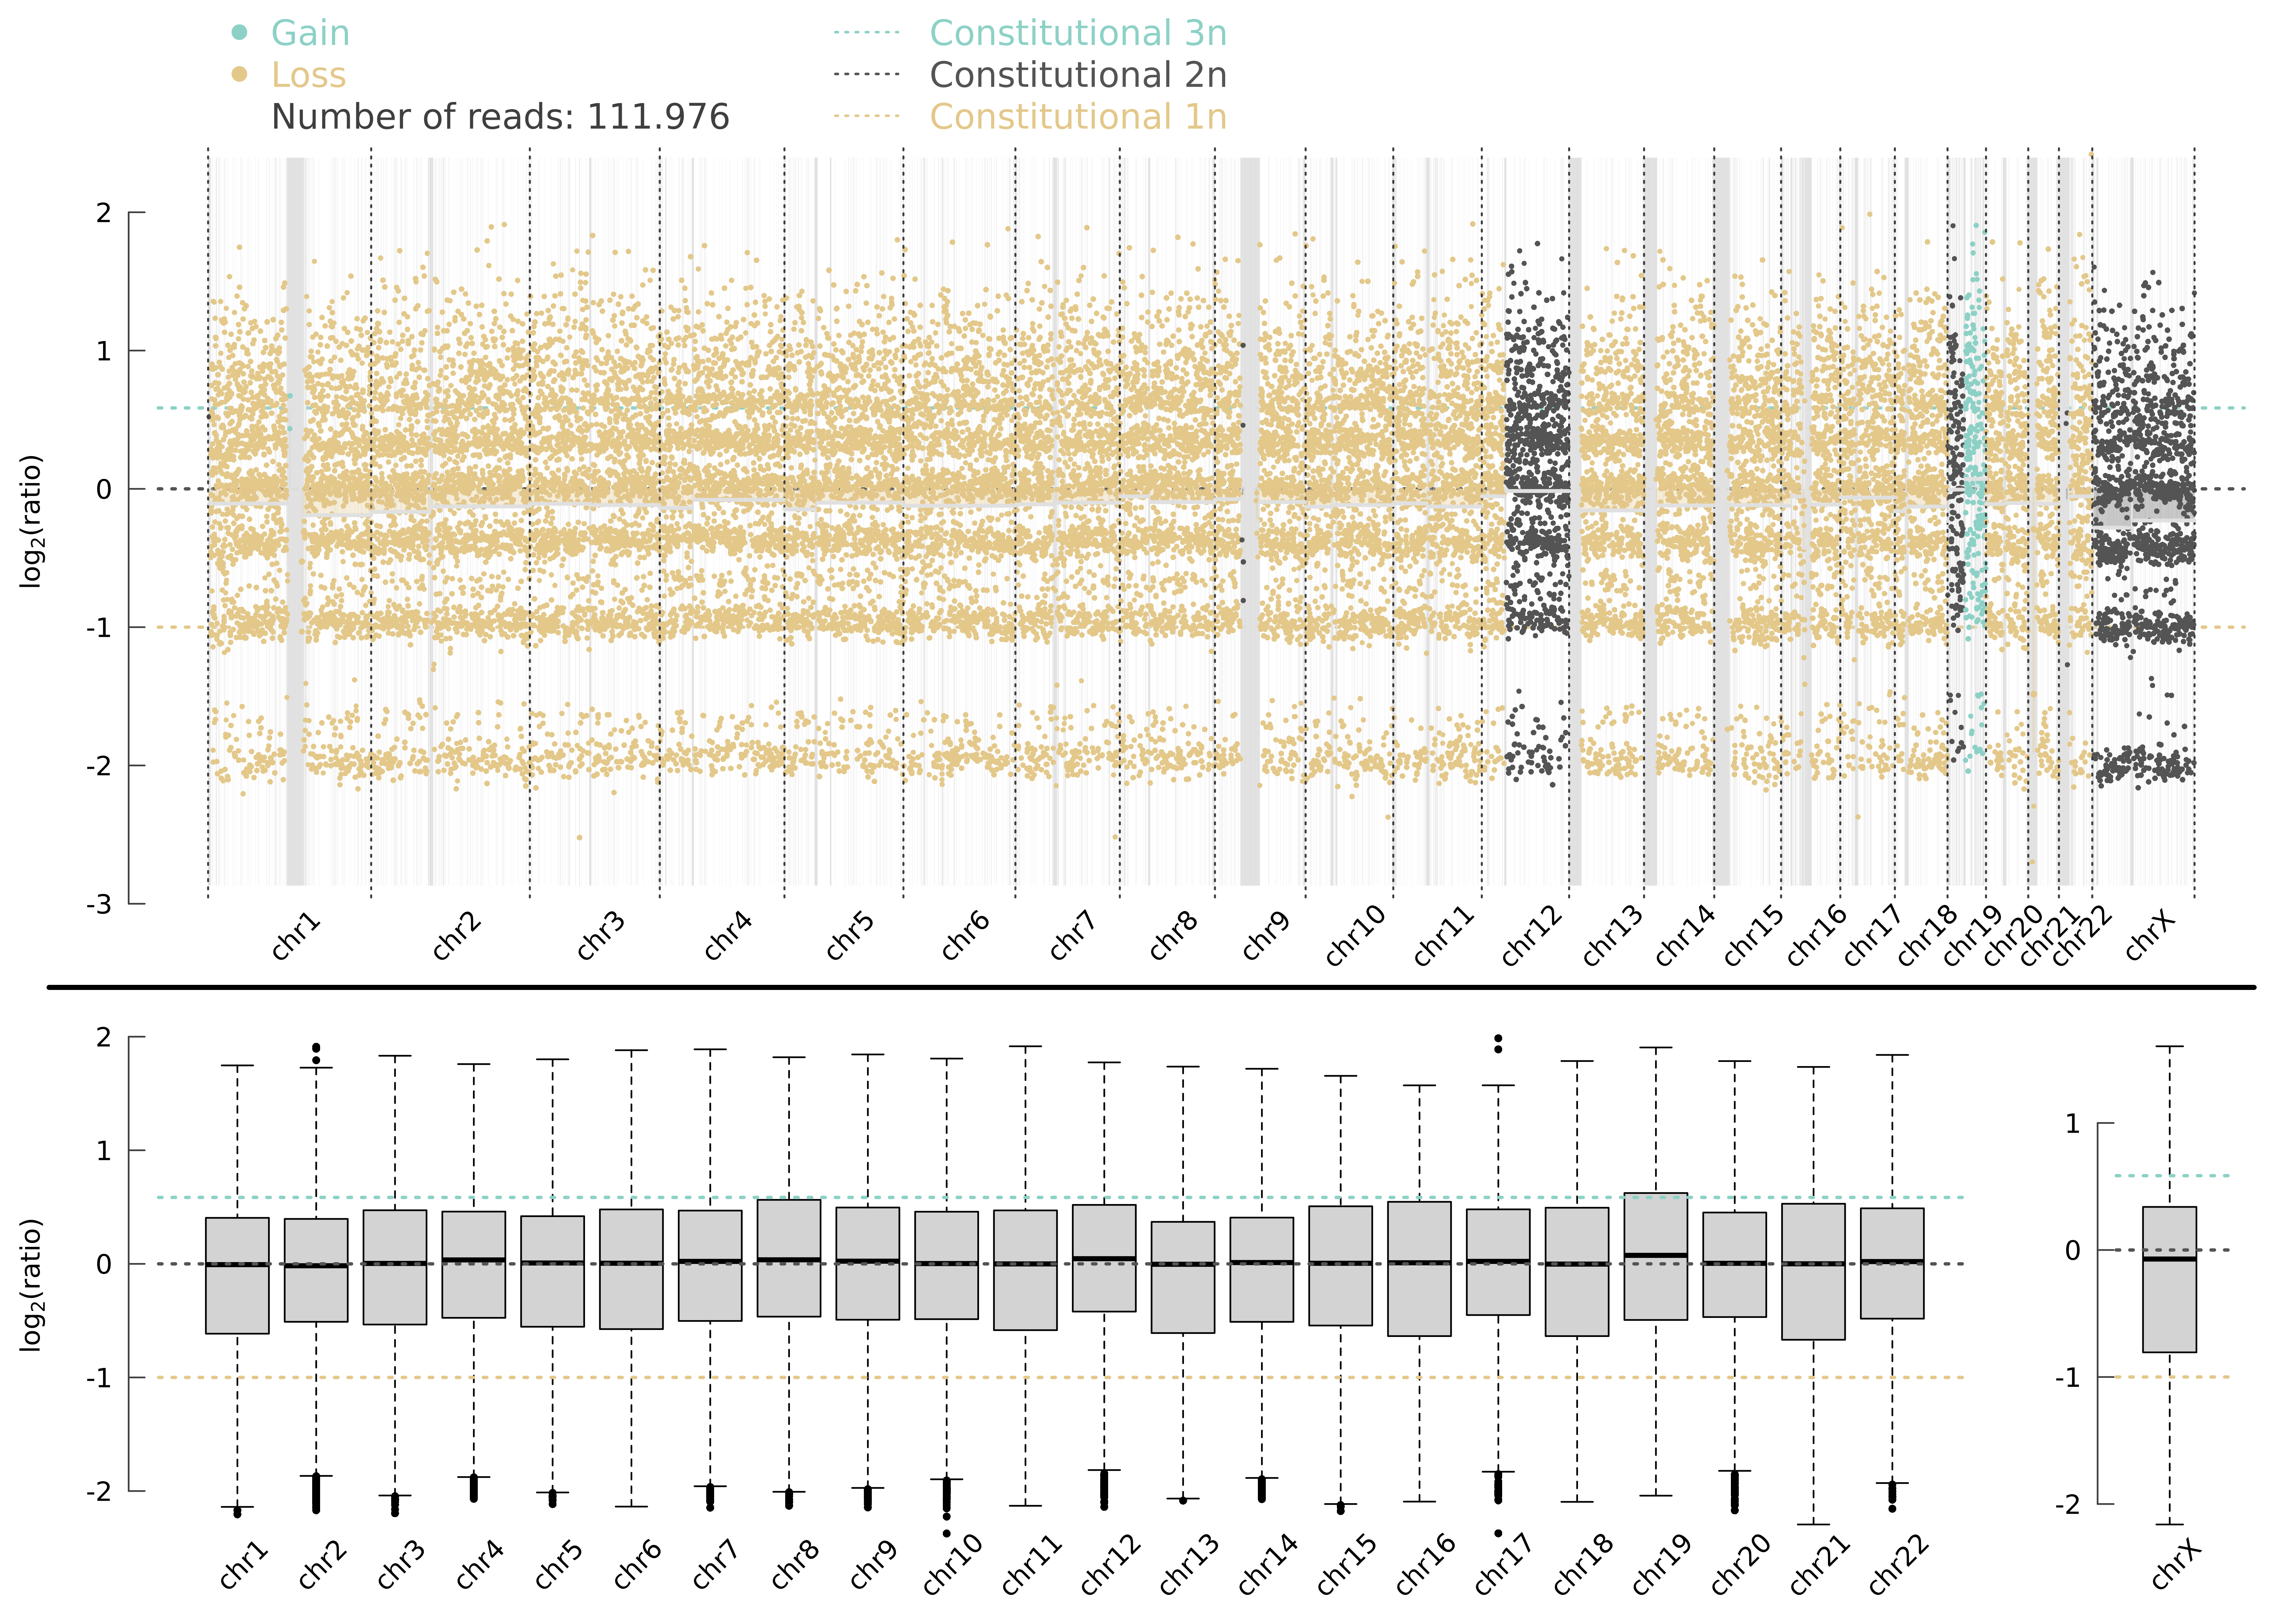 Gain
Loss
Number of reads: 111.976
Constitutional 3n
Constitutional 2n
Constitutional 1n
log2(ratio)
2
1
0
-1
-2
-3
chr1 chr2 chr3 chr4 chr5 chr6 chr7 chr8 chr9 chr10 chr11 chr12 chr13 chr14 chr15 chr16 chr17 chr18 chr19 chr20 chr21 chr22 chrX
log2(ratio)
2
1
0
-1
-2
chr1 chr2 chr3 chr4 chr5 chr6 chr7 chr8 chr9 chr10 chr11 chr12 chr13 chr14 chr15 chr16 chr17 chr18 chr19 chr20 chr21 chr22
1
0
-1
-2
chrX